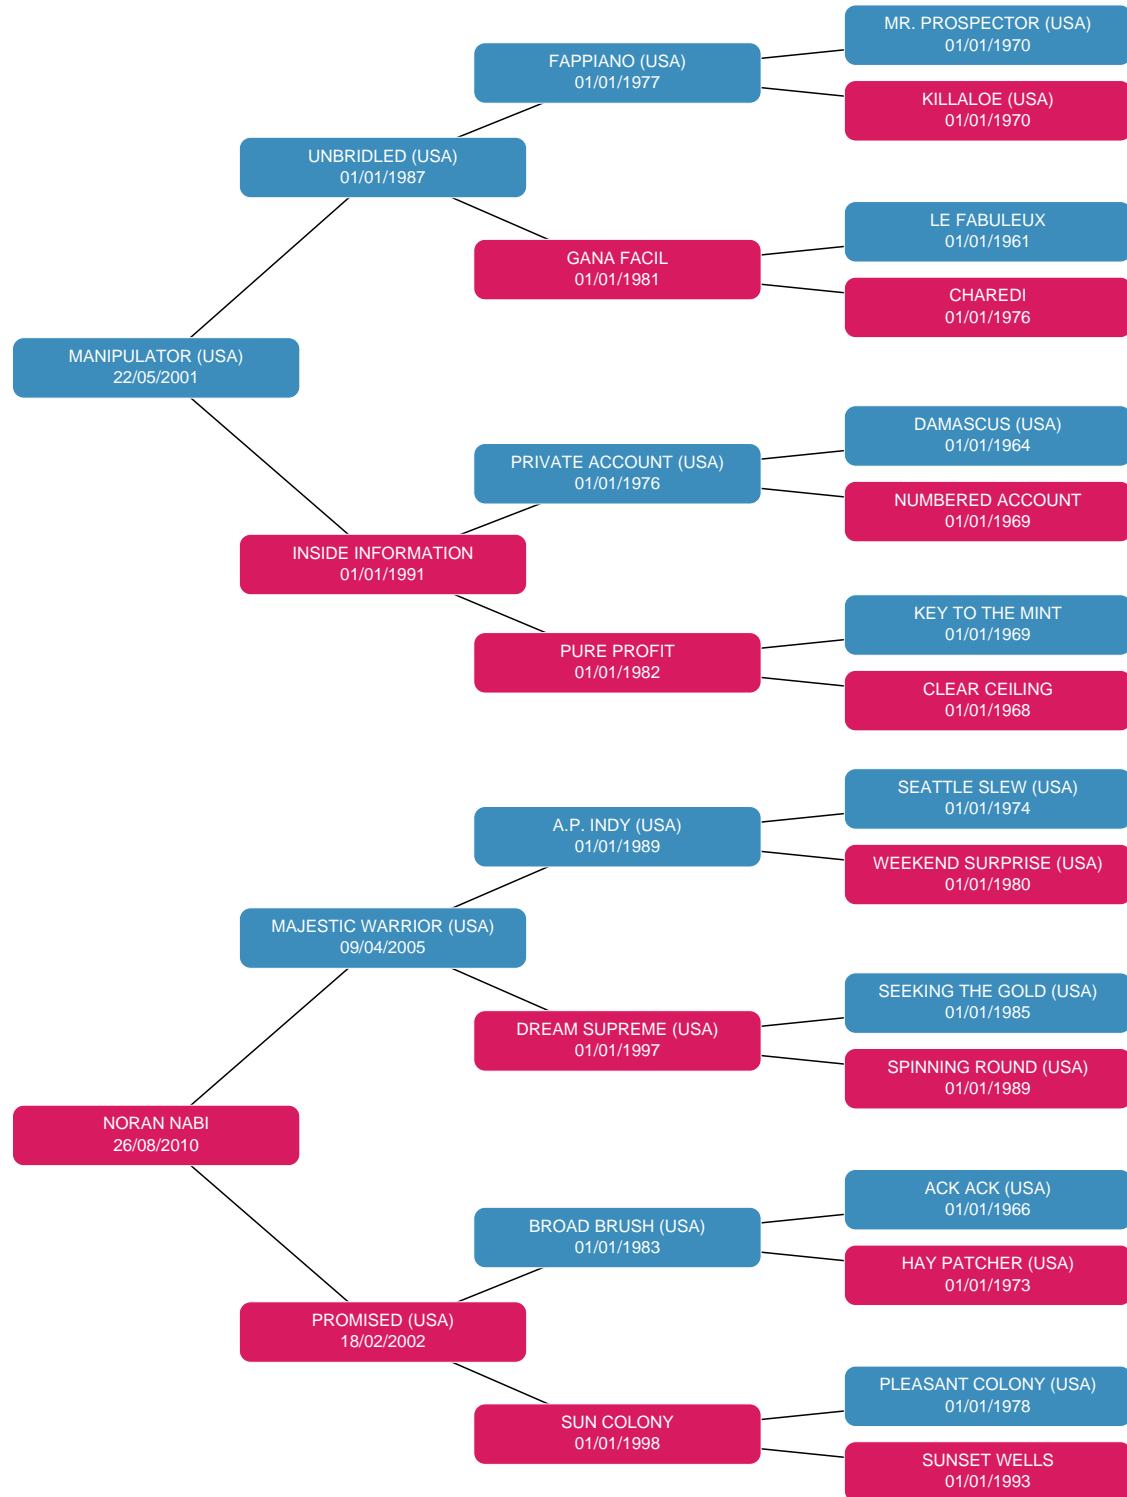 MR. PROSPECTOR (USA)
01/01/1970
FAPPIANO (USA)
01/01/1977
KILLALOE (USA)
01/01/1970
UNBRIDLED (USA)
01/01/1987
LE FABULEUX
01/01/1961
GANA FACIL
01/01/1981
CHAREDI
01/01/1976
MANIPULATOR (USA)
22/05/2001
DAMASCUS (USA)
01/01/1964
PRIVATE ACCOUNT (USA)
01/01/1976
NUMBERED ACCOUNT
01/01/1969
INSIDE INFORMATION
01/01/1991
KEY TO THE MINT
01/01/1969
PURE PROFIT
01/01/1982
CLEAR CEILING
01/01/1968
SEATTLE SLEW (USA)
01/01/1974
A.P. INDY (USA)
01/01/1989
WEEKEND SURPRISE (USA)
01/01/1980
MAJESTIC WARRIOR (USA)
09/04/2005
SEEKING THE GOLD (USA)
01/01/1985
DREAM SUPREME (USA)
01/01/1997
SPINNING ROUND (USA)
01/01/1989
NORAN NABI
26/08/2010
ACK ACK (USA)
01/01/1966
BROAD BRUSH (USA)
01/01/1983
HAY PATCHER (USA)
01/01/1973
PROMISED (USA)
18/02/2002
PLEASANT COLONY (USA)
01/01/1978
SUN COLONY
01/01/1998
SUNSET WELLS
01/01/1993